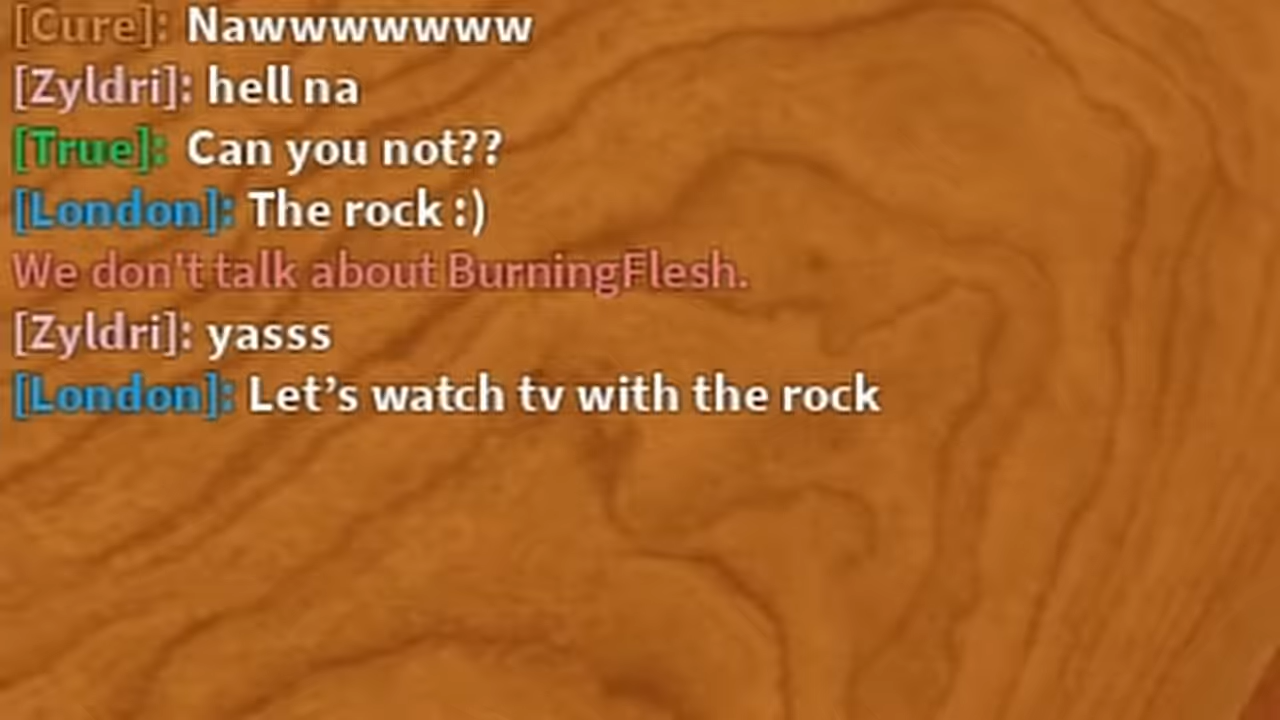 [Cure]: Nawwwwwwww
[Zyldri]: hell na
[True]: Can you not??
[London]: The rock :)
We don't talk about BurningFlesh.
[Zyldri]: yasss
[London]: Let’s watch tv with the rock